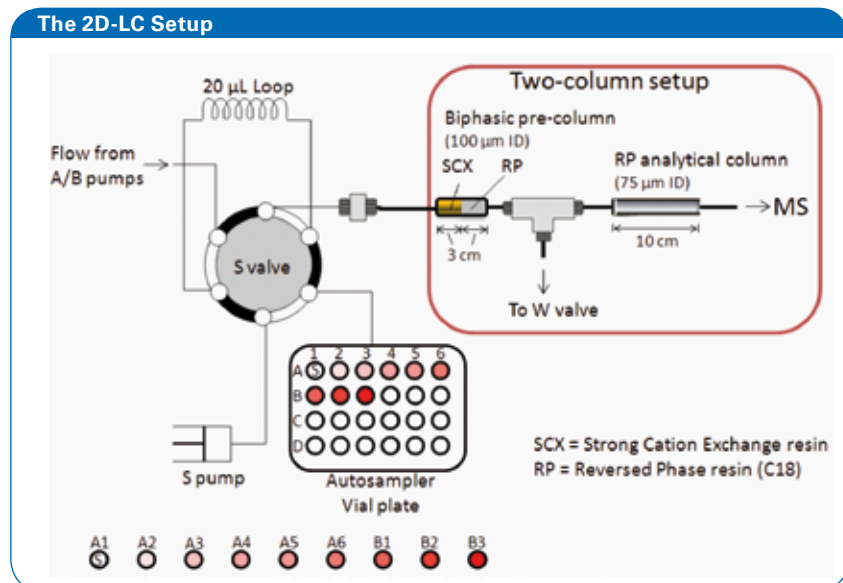 The 2D-LC Setup
20 µL Loop
Flow from
A/B pumps
S valve
S pump
Two-column setup
Biphasic pre-column
(100 µm ID)
SCX
RP
3 cm
RP analytical column
(75 µm ID)
MS
10 cm
To W valve
1 2 3 4 5 6
A S
B
C
D
Autosampler
Vial plate
SCX = Strong Cation Exchange resin
RP = Reversed Phase resin (C18)
A1 A2 A3 A4 A5 A6 B1 B2 B3
S